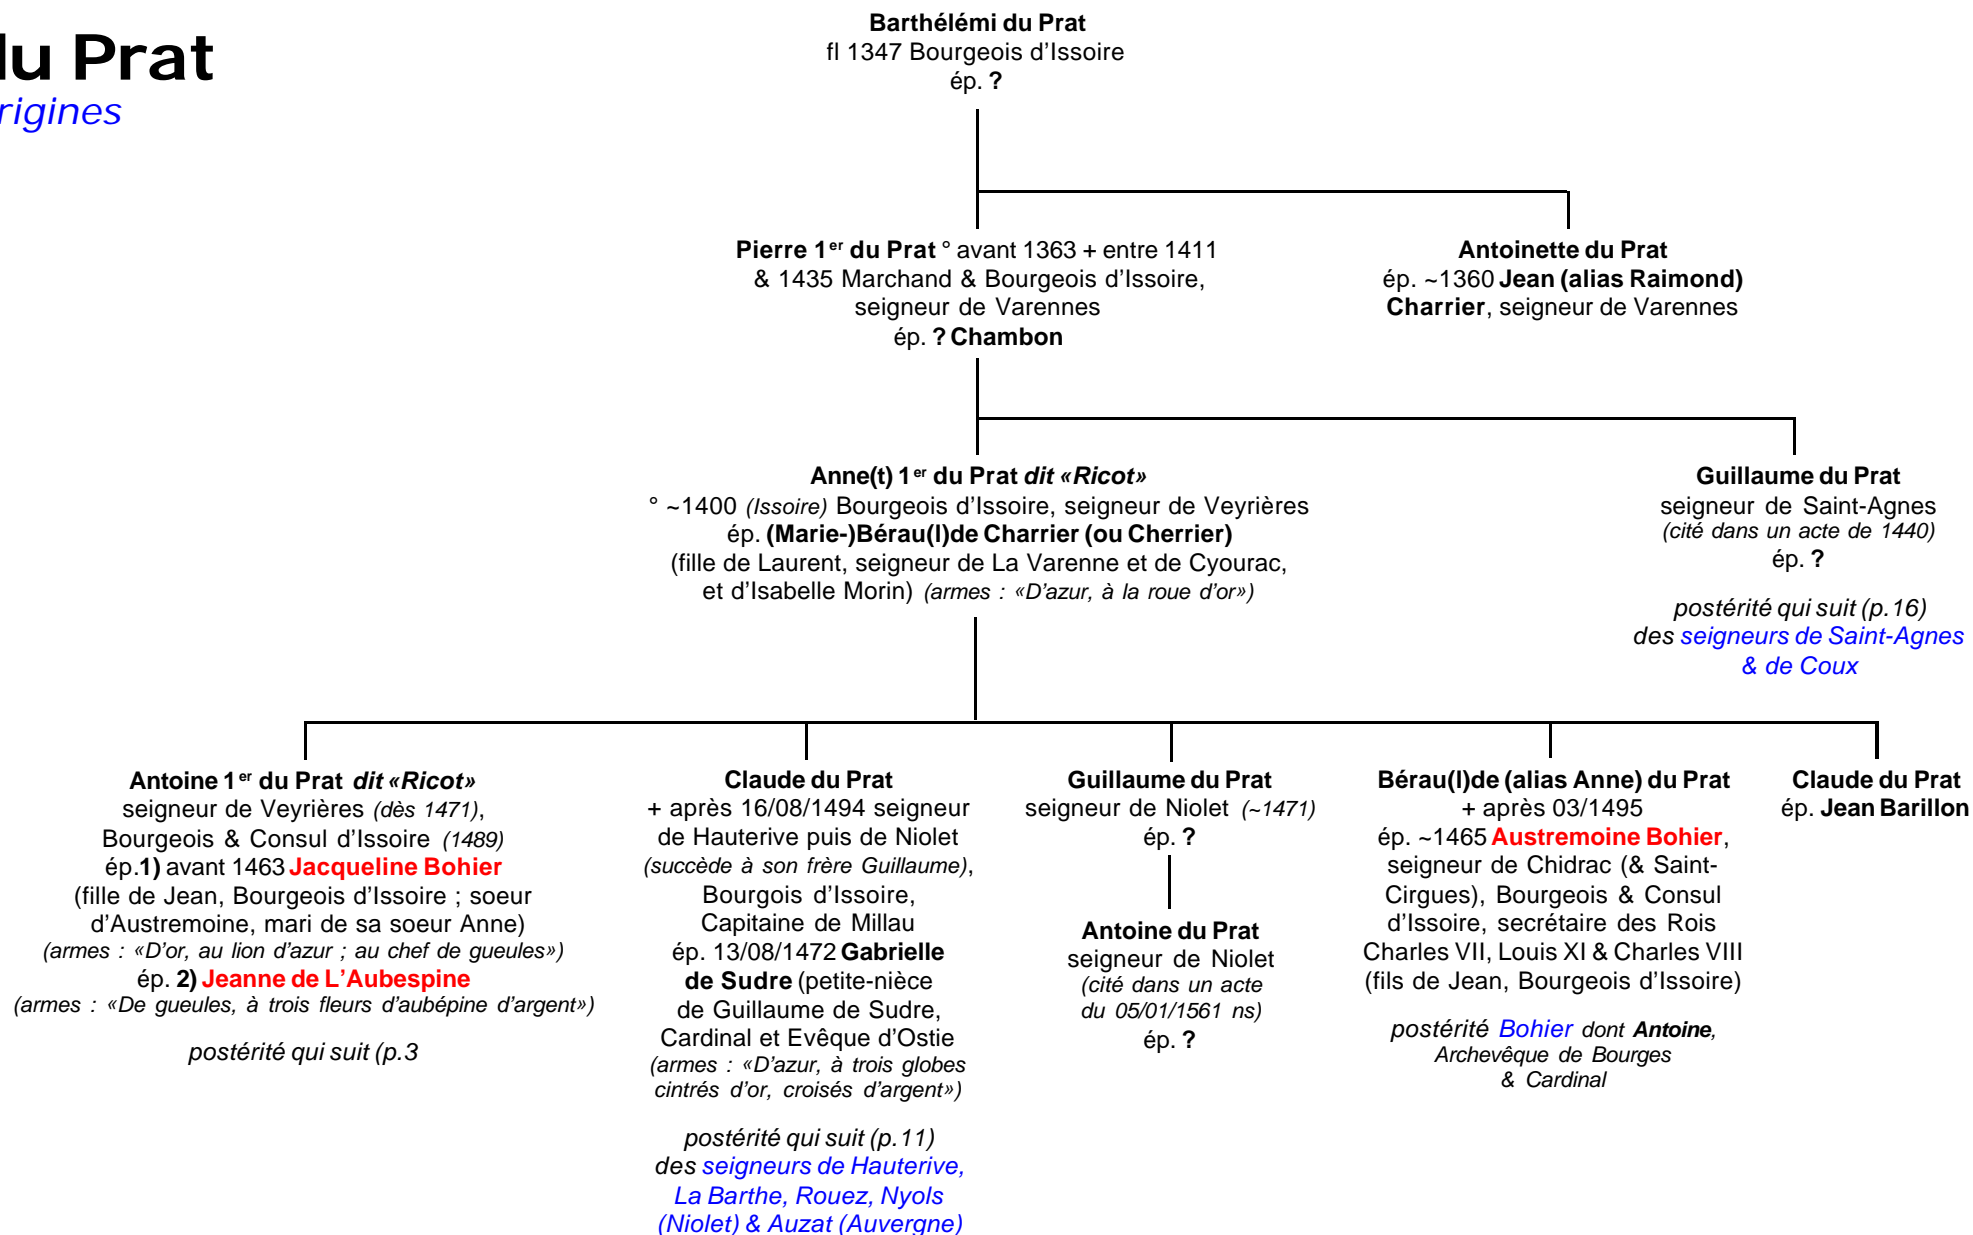 du Prat
rigines
Barthélémi du Prat
fl 1347 Bourgeois d'Issoire
ép. ?
Pierre 1er du Prat ° avant 1363 + entre 1411
& 1435 Marchand & Bourgeois d'Issoire,
seigneur de Varennes
ép. ? Chambon
Antoinette du Prat
ép. ~1360 Jean (alias Raimond)
Charrier, seigneur de Varennes
Anne(t) 1er du Prat dit «Ricot»
° ~1400 (Issoire) Bourgeois d'Issoire, seigneur de Veyrières
ép. (Marie-)Bérau(l)de Charrier (ou Cherrier)
(fille de Laurent, seigneur de La Varenne et de Cyourac,
et d'Isabelle Morin) (armes : «D'azur, à la roue d'or»)
Guillaume du Prat
seigneur de Saint-Agnes
(cité dans un acte de 1440)
ép. ?
postérité qui suit (p.16)
des seigneurs de Saint-Agnes
& de Coux
Antoine 1er du Prat dit «Ricot»
seigneur de Veyrières (dès 1471),
Bourgeois & Consul d'Issoire (1489)
ép.1) avant 1463 Jacqueline Bohier
(fille de Jean, Bourgeois d'Issoire ; soeur
d'Austremoine, mari de sa soeur Anne)
(armes : «D'or, au lion d'azur ; au chef de gueules»)
ép. 2) Jeanne de L'Aubespine
(armes : «De gueules, à trois fleurs d'aubépine d'argent»)
postérité qui suit (p.3
Claude du Prat
+ après 16/08/1494 seigneur
de Hauterive puis de Niolet
(succède à son frère Guillaume),
Bourgois d'Issoire,
Capitaine de Millau
ép. 13/08/1472 Gabrielle
de Sudre (petite-nièce
de Guillaume de Sudre,
Cardinal et Evêque d'Ostie
(armes : «D'azur, à trois globes
cintrés d'or, croisés d'argent»)
postérité qui suit (p.11)
des seigneurs de Hauterive,
La Barthe, Rouez, Nyols
(Niolet) & Auzat (Auvergne)
Guillaume du Prat
seigneur de Niolet (~1471)
ép. ?
Antoine du Prat
seigneur de Niolet
(cité dans un acte
du 05/01/1561 ns)
ép. ?
Bérau(l)de (alias Anne) du Prat
+ après 03/1495
ép. ~1465 Austremoine Bohier,
seigneur de Chidrac (& Saint-
Cirgues), Bourgeois & Consul
d'Issoire, secrétaire des Rois
Charles VII, Louis XI & Charles VIII
(fils de Jean, Bourgeois d'Issoire)
postérité Bohier dont Antoine,
Archevêque de Bourges
& Cardinal
Claude du Prat
ép. Jean Barillon